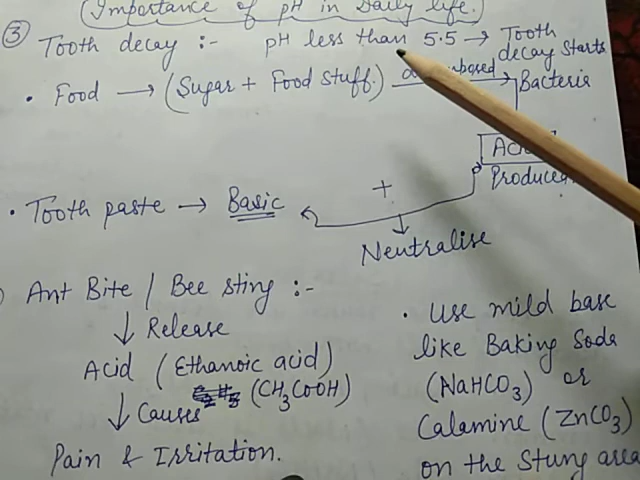 (Importance of pH in Daily life.)
③ Tooth decay :- pH less than 5.5 → Tooth
decay starts
• Food → (Sugar + Food stuff.) → Bacteria
Produced
+
• Tooth paste → Basic
Neutralise
Ant Bite / Bee sting :-
↓ Release
Acid (Ethanoic acid)
(CH₃COOH)
↓ Causes
Pain & Irritation.
• Use mild base
like Baking Soda
(NaHCO₃) or
Calamine (ZnCO₃)
on the Stung area